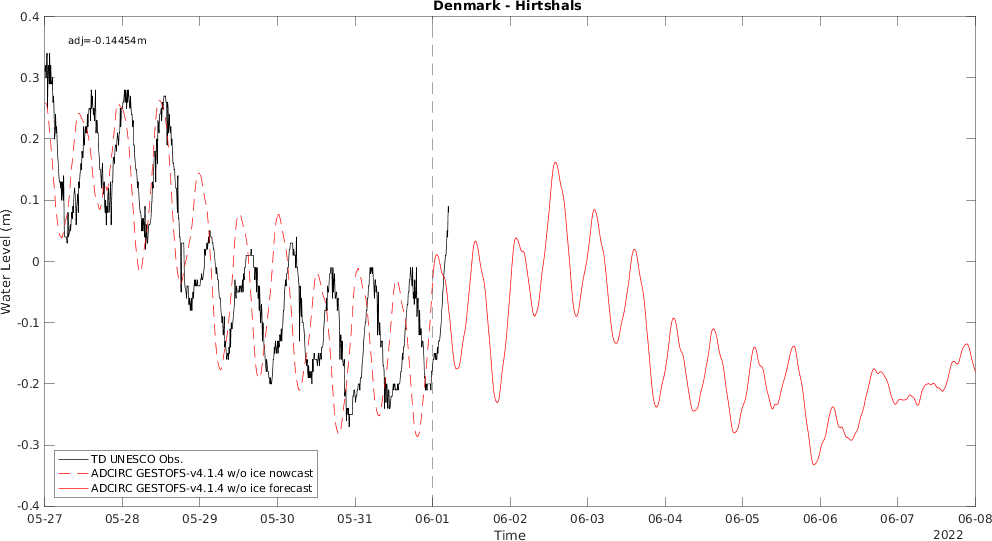 Denmark - Hirtshals
adj=-0.14454m
Water Level (m)
0.4
0.3
0.2
0.1
0
-0.1
-0.2
-0.3
-0.4
TD UNESCO Obs.
ADCIRC GESTOFS-v4.1.4 w/o ice nowcast
ADCIRC GESTOFS-v4.1.4 w/o ice forecast
05-27 05-28 05-29 05-30 05-31 06-01 06-02 06-03 06-04 06-05 06-06 06-07 06-08
Time
2022